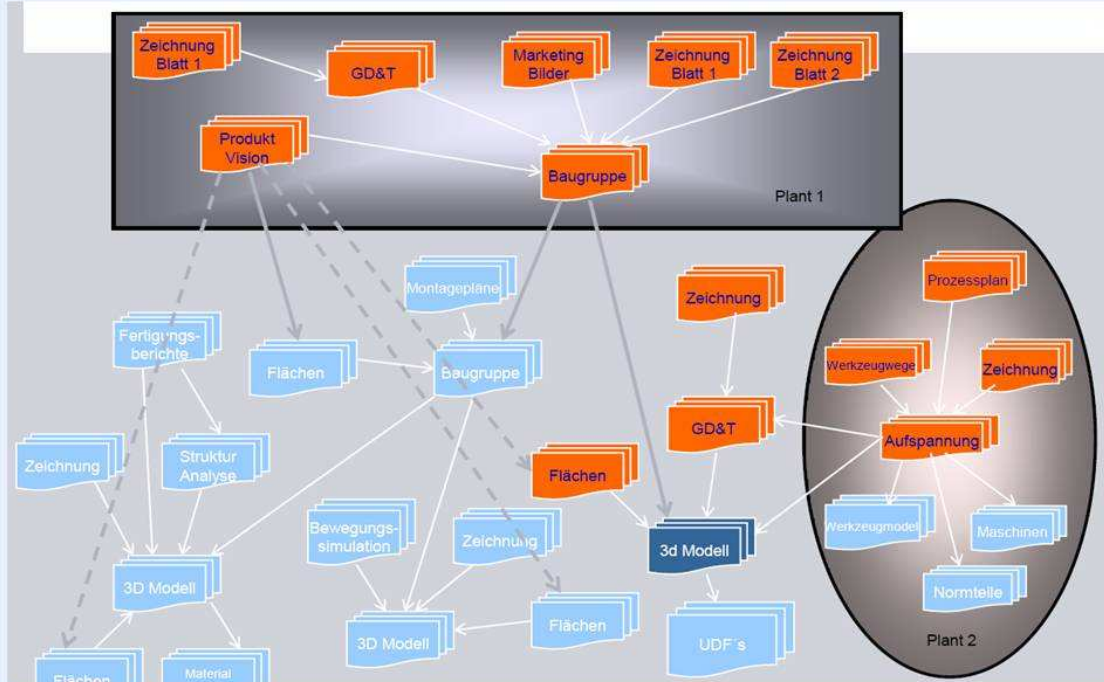 Zeichnung
Blatt 1
GD&T
Marketing
Bilder
Zeichnung
Blatt 1
Zeichnung
Blatt 2
Produkt
Vision
Baugruppe
Plant 1
Montagepläne
Zeichnung
Prozessplan
Fertigungs-
berichte
Flächen
Baugruppe
Werkzeugwege
Zeichnung
GD&T
Aufspannung
Zeichnung
Struktur
Analyse
Flächen
Bewegungs-
simulation
Zeichnung
3d Modell
Werkzeugmodel
Maschinen
3D Modell
Normteile
3D Modell
Flächen
UDF´s
Plant 2
Flächen
Material